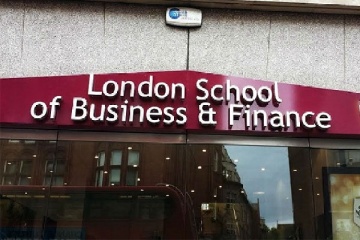 London School
of Business & Finance